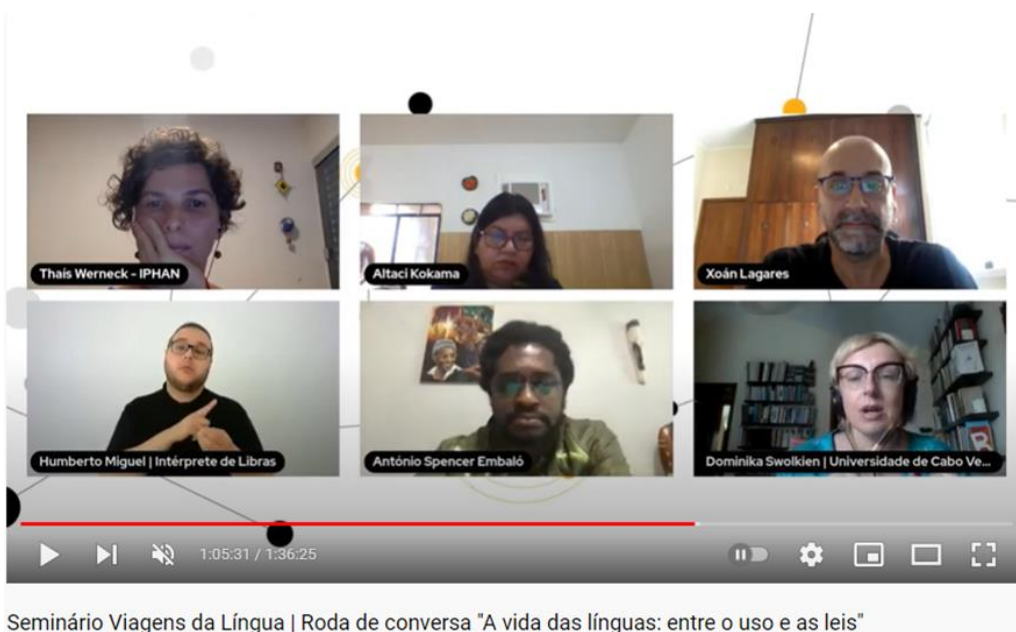 Thaís Werneck - IPHAN
Altaci Kokama
Xoán Lagares
Humberto Miguel | Intérprete de Libras
António Spencer Embaló
Dominika Swolkien | Universidade de Cabo Ve...
1:05:31 / 1:36:25
Seminário Viagens da Língua | Roda de conversa "A vida das línguas: entre o uso e as leis"